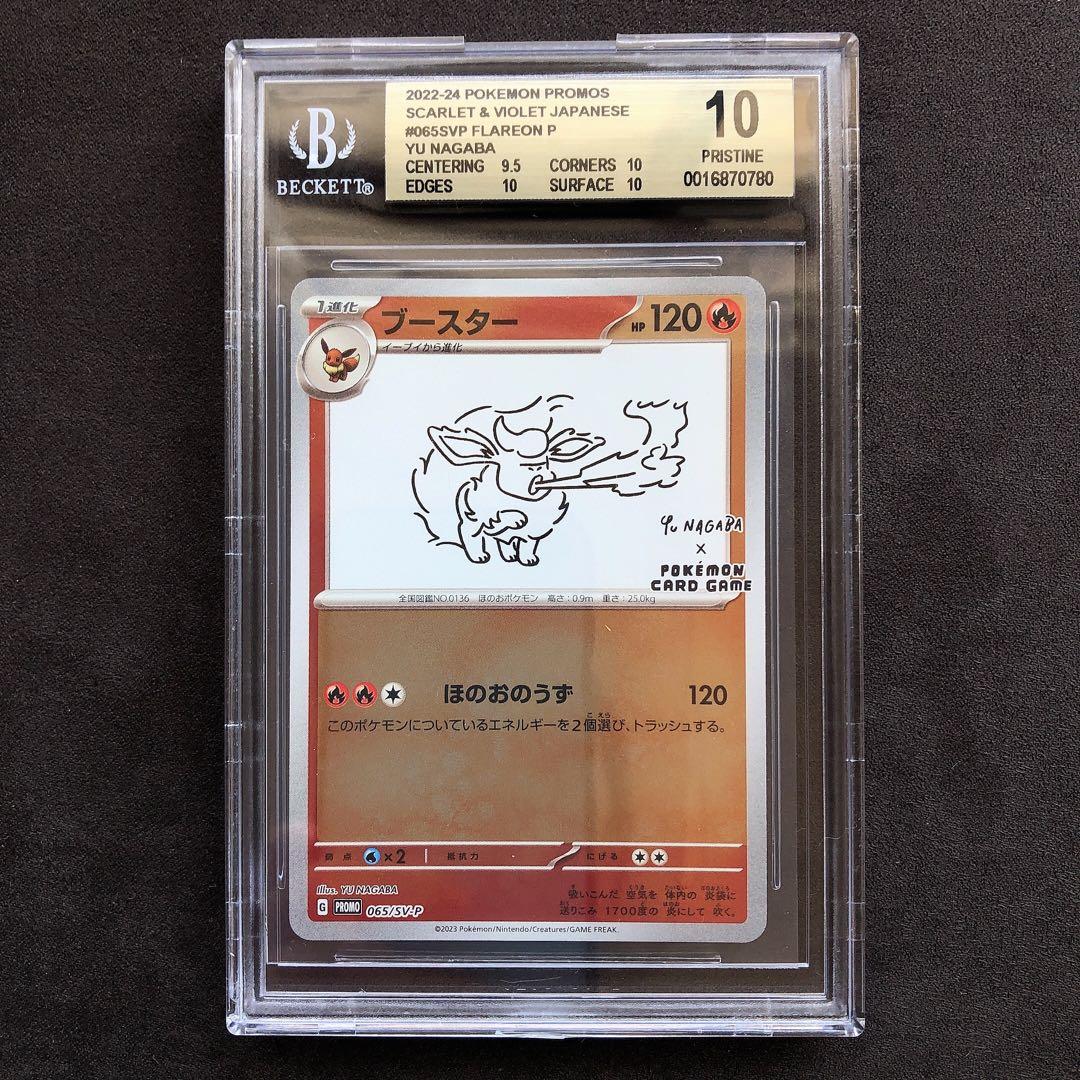 2022-24 POKEMON PROMOS
SCARLET & VIOLET JAPANESE
#065SVP FLAREON P
YU NAGABA
CENTERING 9.5 CORNERS 10
EDGES 10 SURFACE 10
10
PRISTINE
0016870780
B
BECKETT®
1進化
ブースター
HP 120
イーブイから進化
Yu NAGABA
×
POKÉMON
CARD GAME
全国図鑑NO.0136 ほのおポケモン 高さ:0.9m 重さ:25.0kg
ほのおのうず 120
このポケモンについているエネルギーを2個選び、トラッシュする。
弱点 ×2 抵抗力 にげる
Illus. YU NAGABA
G PROMO 065/SV-P
吸いこんだ 空気を 体内の 炎袋に
送りこみ 1700度の 炎にして 吹く。
©2023 Pokémon/Nintendo/Creatures/GAME FREAK.